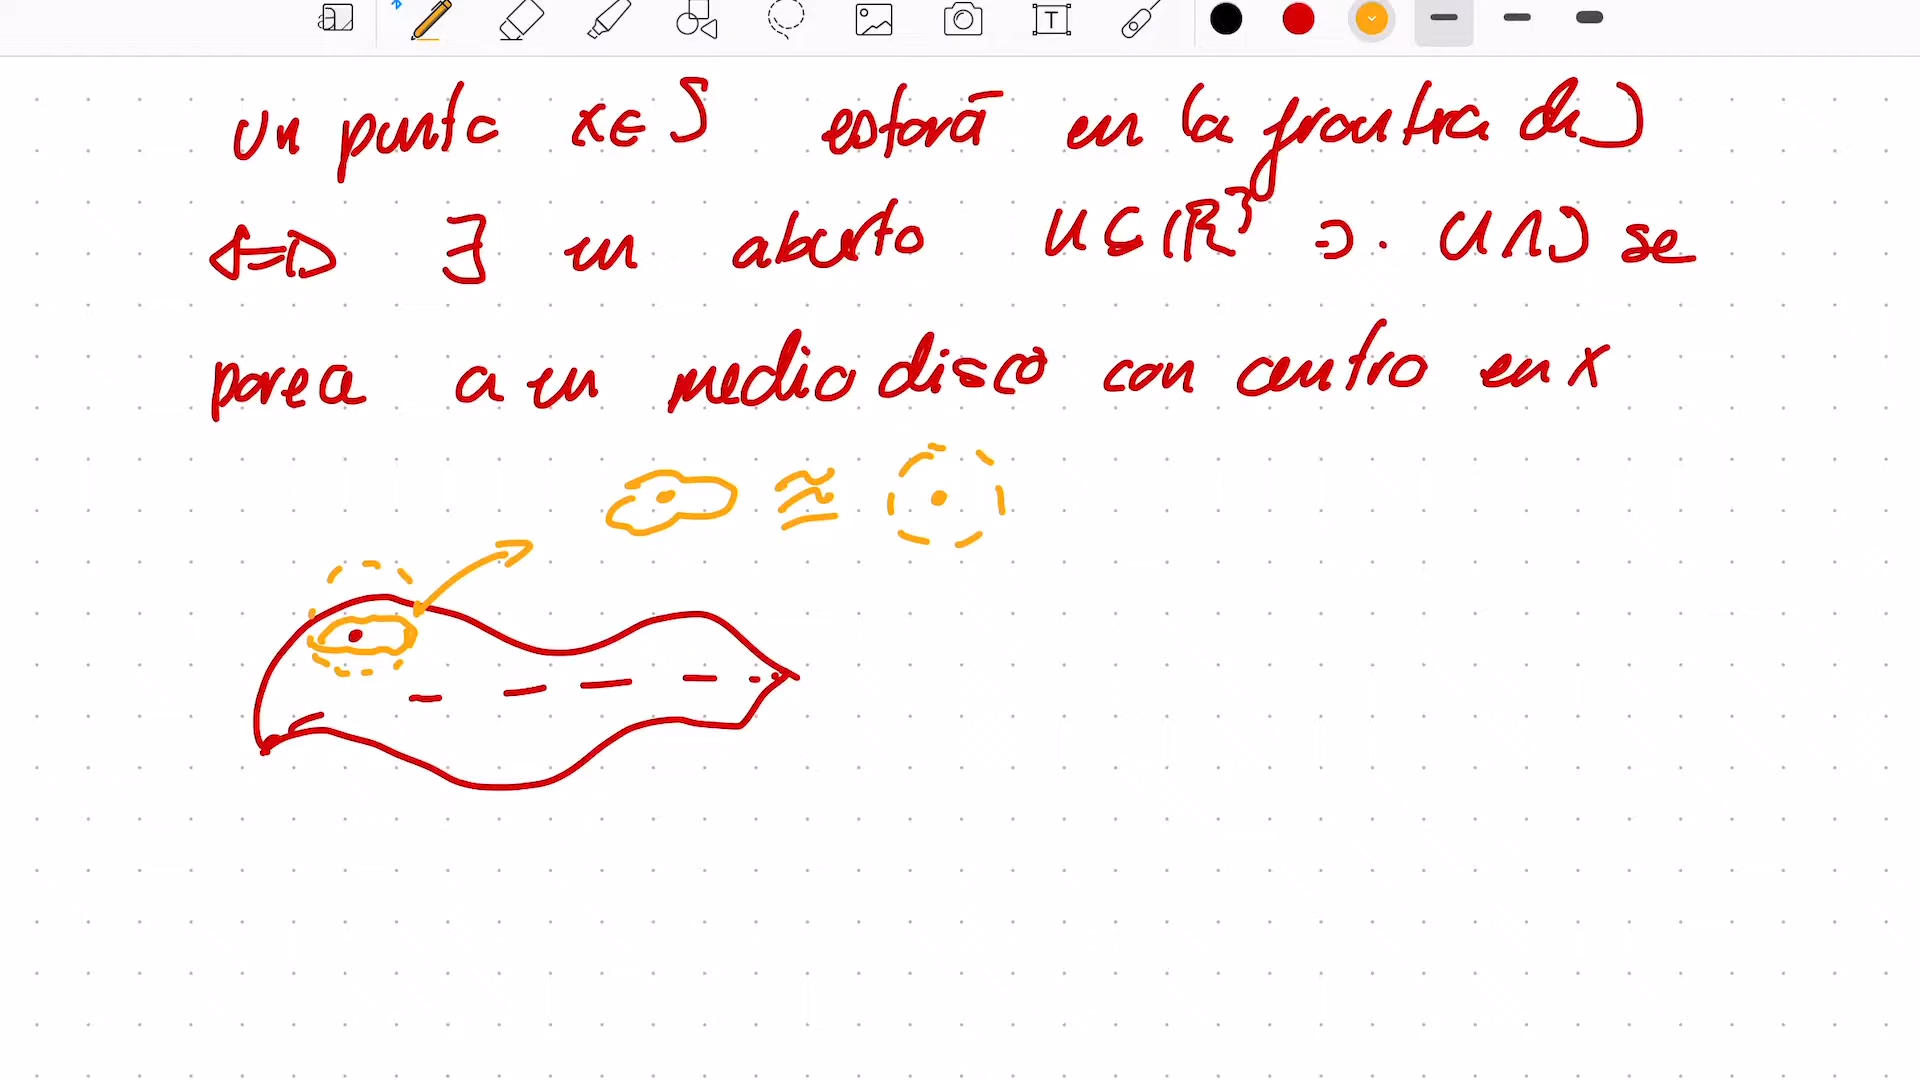 un punto x ∈ S estará en la frontera de S
⟺ ∃ un abierto U ⊆ ℝ³ ∋. U ∩ S se
parece a un medio disco con centro en x
≅